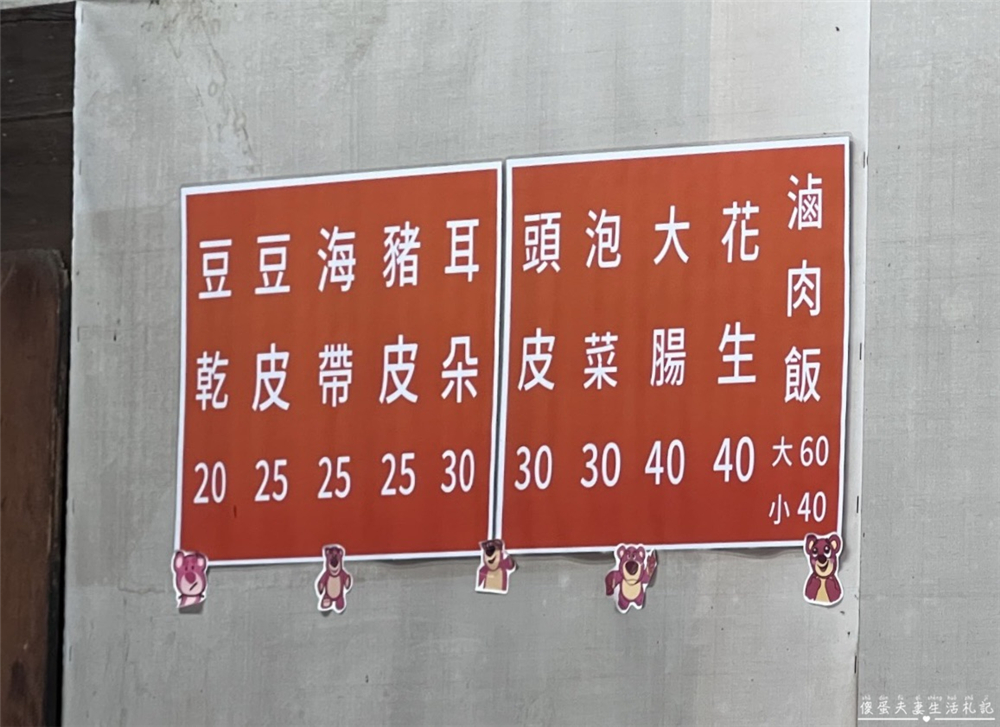 滷肉飯 大60 小40
花生 40
大腸 40
泡菜 30
頭皮 30
耳朵 30
豬皮 25
海帶 25
豆皮 25
豆乾 20
傻蛋夫妻生活札記